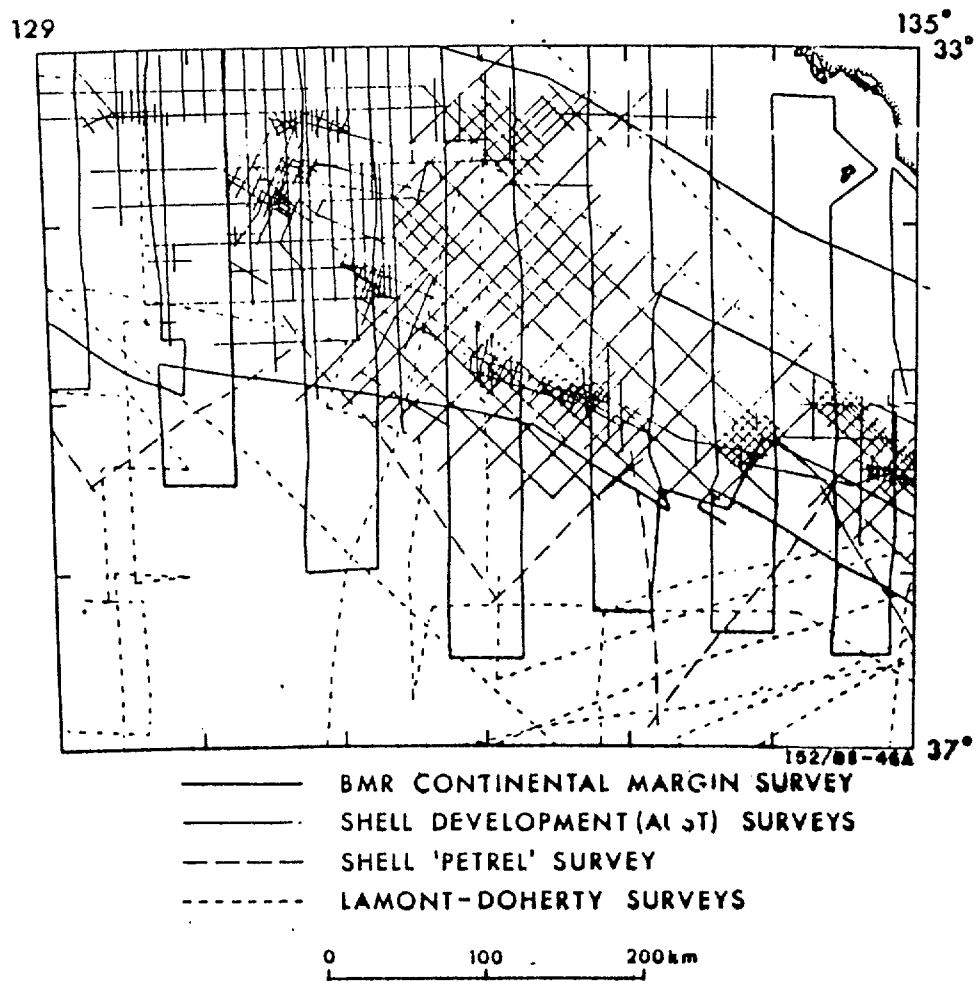 129
135°
33°
37°
BMR CONTINENTAL MARGIN SURVEY
SHELL DEVELOPMENT SURVEYS
SHELL 'PETREL' SURVEY
LAMONT-DOHERTY SURVEYS
0 100 200km